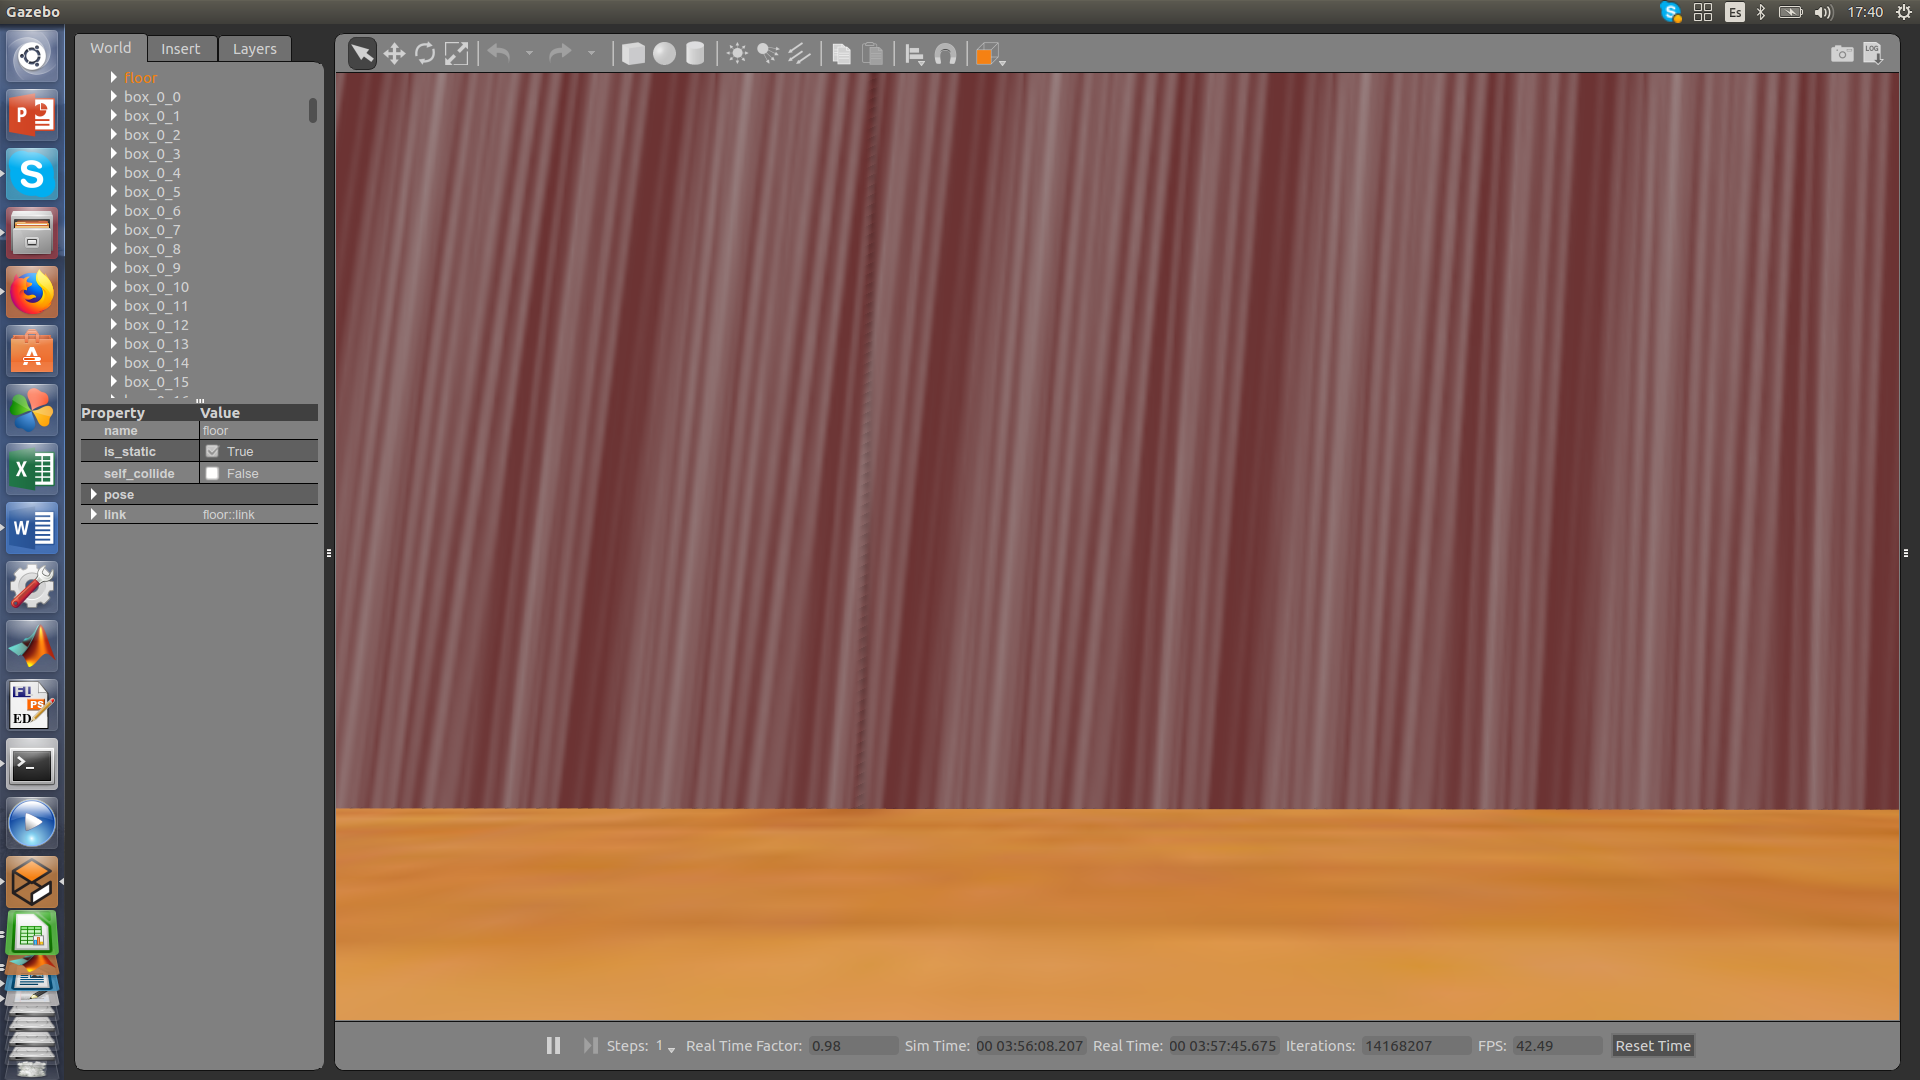 Gazebo
Es
17:40
World Insert Layers
LOG
floor
box_0_0
box_0_1
box_0_2
box_0_3
box_0_4
box_0_5
box_0_6
box_0_7
box_0_8
box_0_9
box_0_10
box_0_11
box_0_12
box_0_13
box_0_14
box_0_15
Property Value
name floor
is_static True
self_collide False
pose
link floor::link
Steps: 1 Real Time Factor: 0.98 Sim Time: 00 03:56:08.207 Real Time: 00 03:57:45.675 Iterations: 14168207 FPS: 42.49 Reset Time
P
S
A
X
W
PS
ED
>_